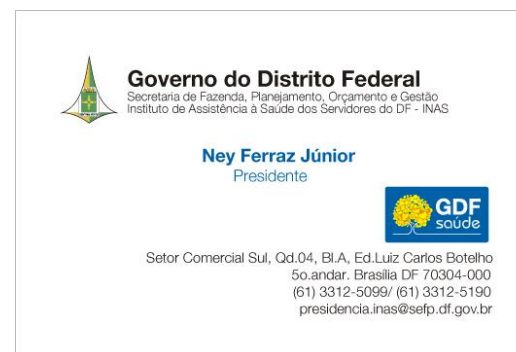 Governo do Distrito Federal
Secretaria de Fazenda, Planejamento, Orçamento e Gestão
Instituto de Assistência à Saúde dos Servidores do DF - INAS
Ney Ferraz Júnior
Presidente
GDF
saúde
Setor Comercial Sul, Qd.04, Bl.A, Ed.Luiz Carlos Botelho
5o.andar. Brasília DF 70304-000
(61) 3312-5099/ (61) 3312-5190
presidencia.inas@sefp.df.gov.br